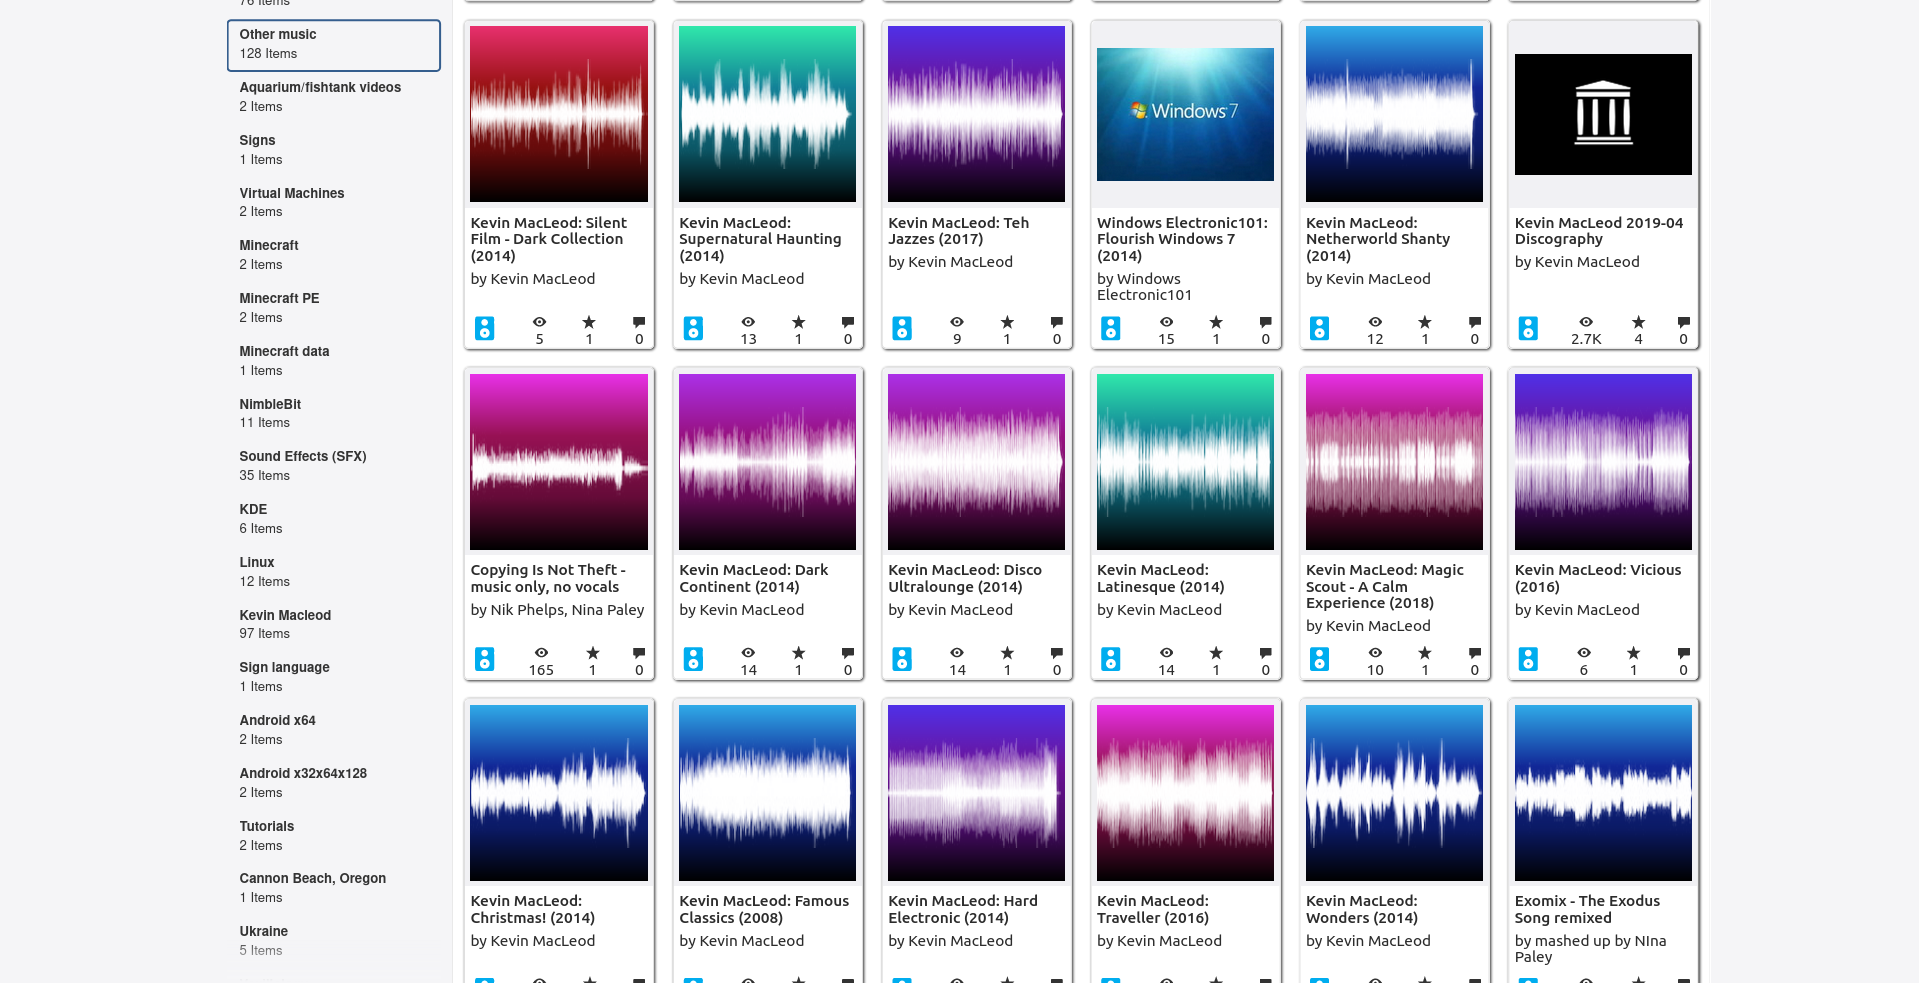 76 Items
Other music
128 Items
Aquarium/fishtank videos
2 Items
Signs
1 Items
Virtual Machines
2 Items
Minecraft
2 Items
Minecraft PE
2 Items
Minecraft data
1 Items
NimbleBit
11 Items
Sound Effects (SFX)
35 Items
KDE
6 Items
Linux
12 Items
Kevin Macleod
97 Items
Sign language
1 Items
Android x64
2 Items
Android x32x64x128
2 Items
Tutorials
2 Items
Cannon Beach, Oregon
1 Items
Ukraine
5 Items
Kevin MacLeod: Silent
Film - Dark Collection
(2014)
by Kevin MacLeod
5
1
0
Kevin MacLeod:
Supernatural Haunting
(2014)
by Kevin MacLeod
13
1
0
Kevin MacLeod: Teh
Jazzes (2017)
by Kevin MacLeod
9
1
0
Windows 7
Windows Electronic101:
Flourish Windows 7
(2014)
by Windows
Electronic101
15
1
0
Kevin MacLeod:
Netherworld Shanty
(2014)
by Kevin MacLeod
12
1
0
Kevin MacLeod 2019-04
Discography
by Kevin MacLeod
2.7K
4
0
Copying Is Not Theft -
music only, no vocals
by Nik Phelps, Nina Paley
165
1
0
Kevin MacLeod: Dark
Continent (2014)
by Kevin MacLeod
14
1
0
Kevin MacLeod: Disco
Ultralounge (2014)
by Kevin MacLeod
14
1
0
Kevin MacLeod:
Latinesque (2014)
by Kevin MacLeod
14
1
0
Kevin MacLeod: Magic
Scout - A Calm
Experience (2018)
by Kevin MacLeod
10
1
0
Kevin MacLeod: Vicious
(2016)
by Kevin MacLeod
6
1
0
Kevin MacLeod:
Christmas! (2014)
by Kevin MacLeod
Kevin MacLeod: Famous
Classics (2008)
by Kevin MacLeod
Kevin MacLeod: Hard
Electronic (2014)
by Kevin MacLeod
Kevin MacLeod:
Traveller (2016)
by Kevin MacLeod
Kevin MacLeod:
Wonders (2014)
by Kevin MacLeod
Exomix - The Exodus
Song remixed
by mashed up by NIna
Paley